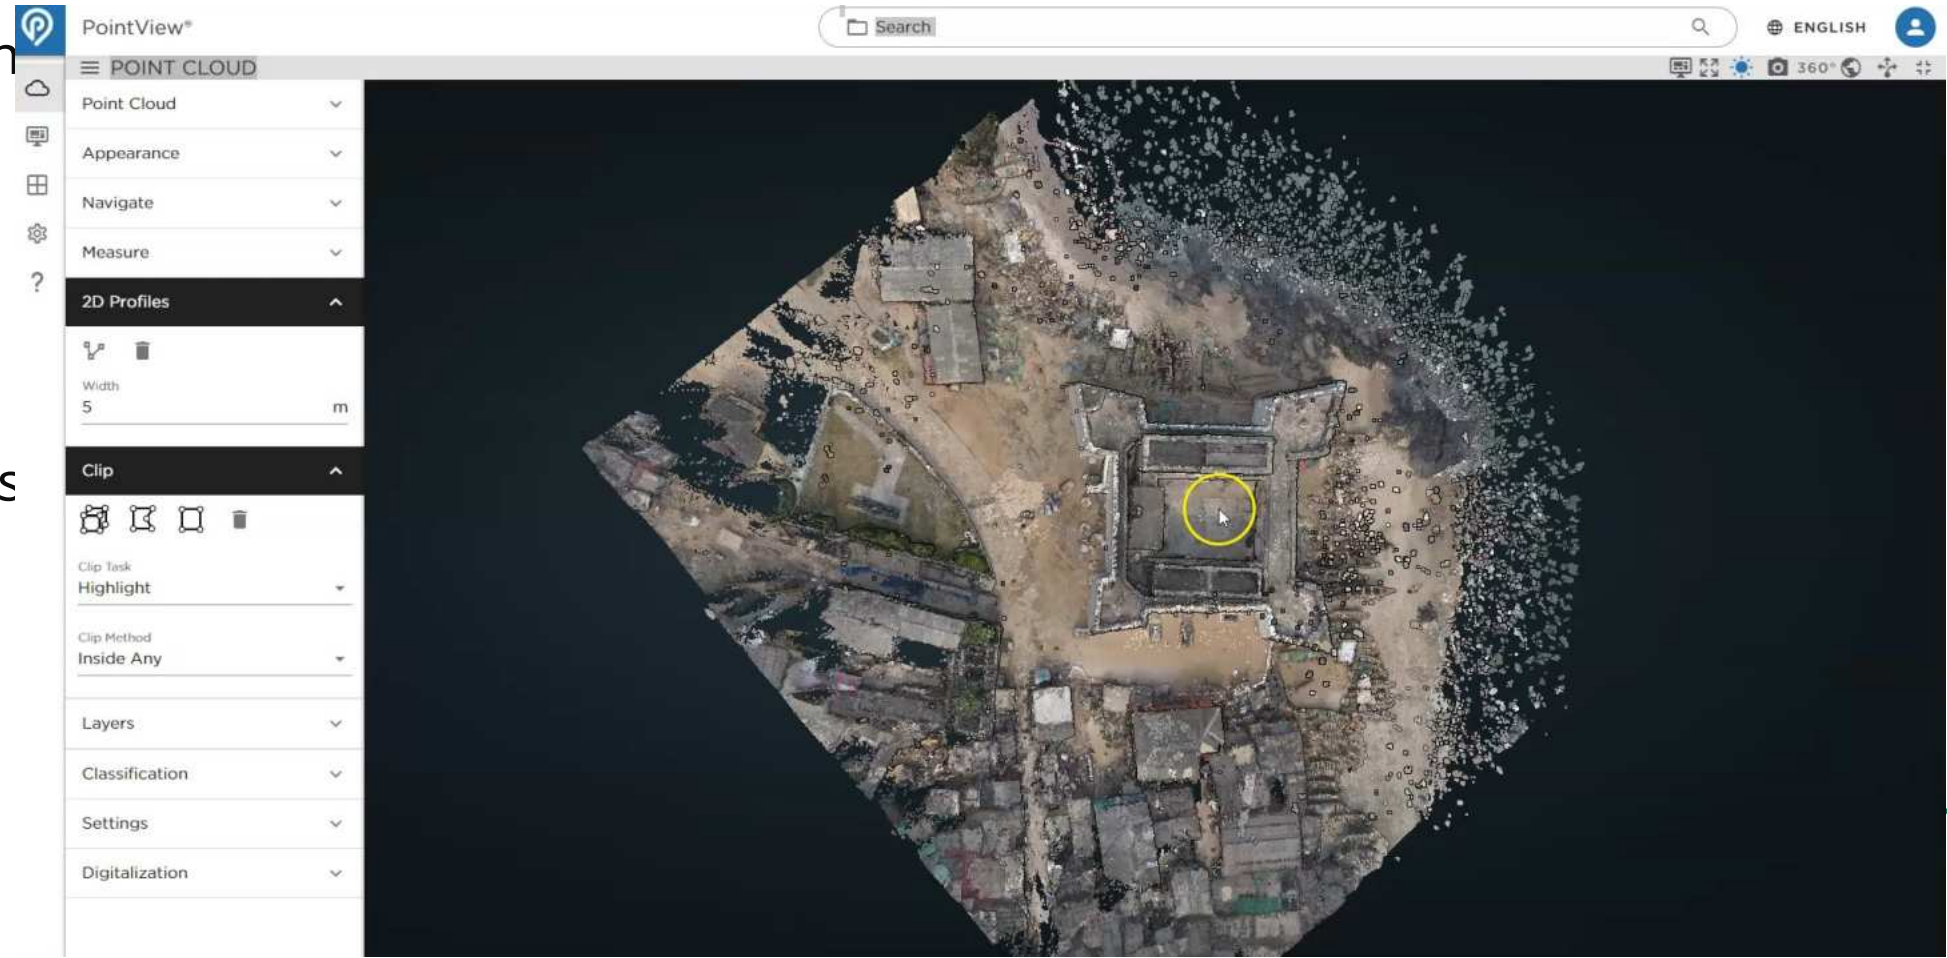 PointView®
Search
ENGLISH
POINT CLOUD
360°
Point Cloud
Appearance
Navigate
Measure
?
2D Profiles
Width
5 m
Clip
Clip Task
Highlight
Clip Method
Inside Any
Layers
Classification
Settings
Digitalization